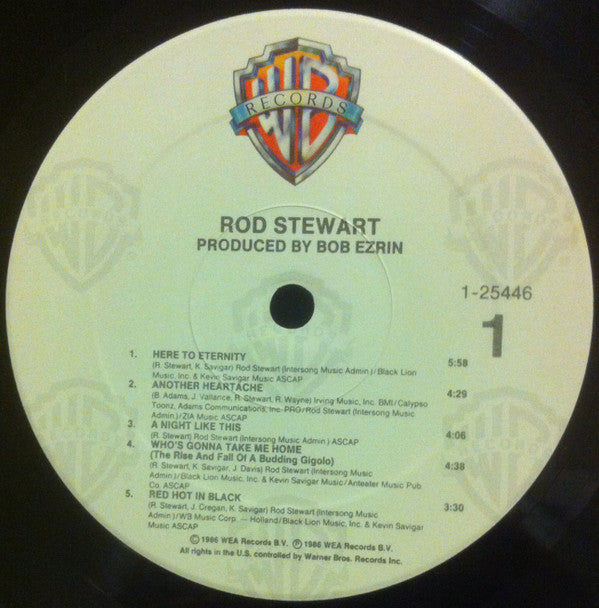 WB
RECORDS
ROD STEWART
PRODUCED BY BOB EZRIN
1-25446
1
1. HERE TO ETERNITY 5:58
(R. Stewart, K. Savigar) Rod Stewart (Intersong Music Admin.)/Black Lion
Music, Inc. & Kevin Savigar Music ASCAP
2. ANOTHER HEARTACHE 4:29
(B. Adams, J. Vallance, R. Stewart, R. Wayne) Irving Music, Inc. BMI/Calypso
Toonz, Adams Communications, Inc. PRO/Rod Stewart (Intersong Music
Admin.)/ZIA Music ASCAP
3. A NIGHT LIKE THIS 4:06
(R. Stewart) Rod Stewart (Intersong Music Admin.) ASCAP
4. WHO'S GONNA TAKE ME HOME 4:38
(The Rise And Fall Of A Budding Gigolo)
(R. Stewart, K. Savigar, J. Davis) Rod Stewart (Intersong Music
Admin.)/Black Lion Music, Inc. & Kevin Savigar Music/Anteater Music Pub
Co. ASCAP
5. RED HOT IN BLACK 3:30
(R. Stewart, J. Cregan, K. Savigar) Rod Stewart (Intersong Music
Admin.)/WB Music Corp. — Holland/Black Lion Music, Inc. & Kevin Savigar
Music ASCAP
© 1986 WEA Records B.V. ℗ 1986 WEA Records B.V.
All rights in the U.S. controlled by Warner Bros. Records Inc.